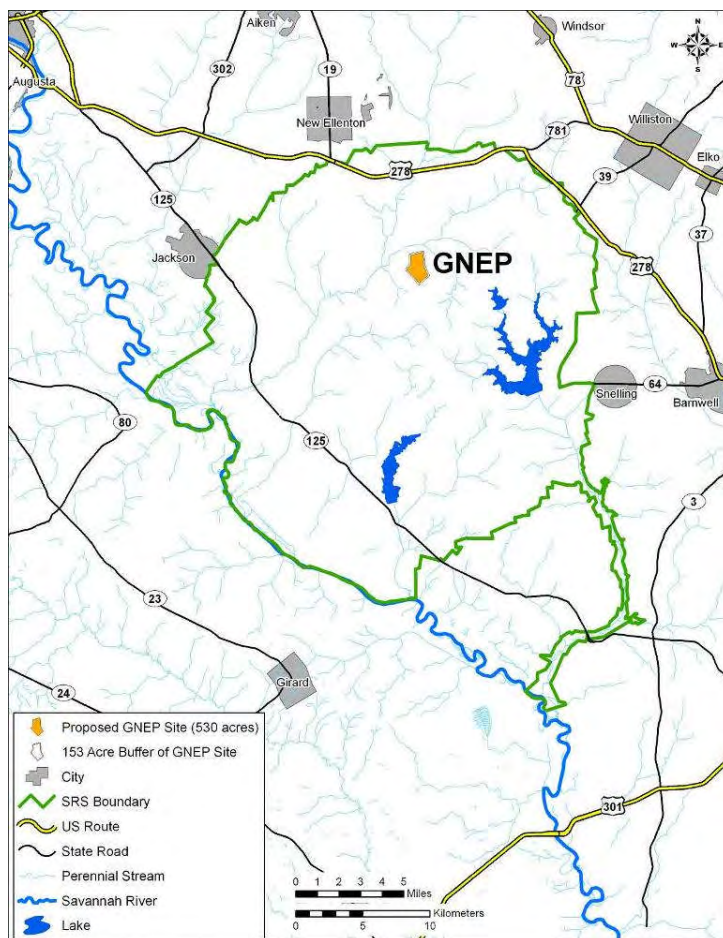 Aiken
Windsor
N
W E
S
302
19
78
Augusta
New Ellenton
Williston
781
Elko
278
39
125
37
Jackson
GNEP
278
64
Snelling
Barnwell
80
125
3
23
Girard
24
301
Proposed GNEP Site (530 acres)
153 Acre Buffer of GNEP Site
City
SRS Boundary
US Route
State Road
Perennial Stream
Savannah River
Lake
0 1 2 3 4 5
Miles
Kilometers
0 5 10